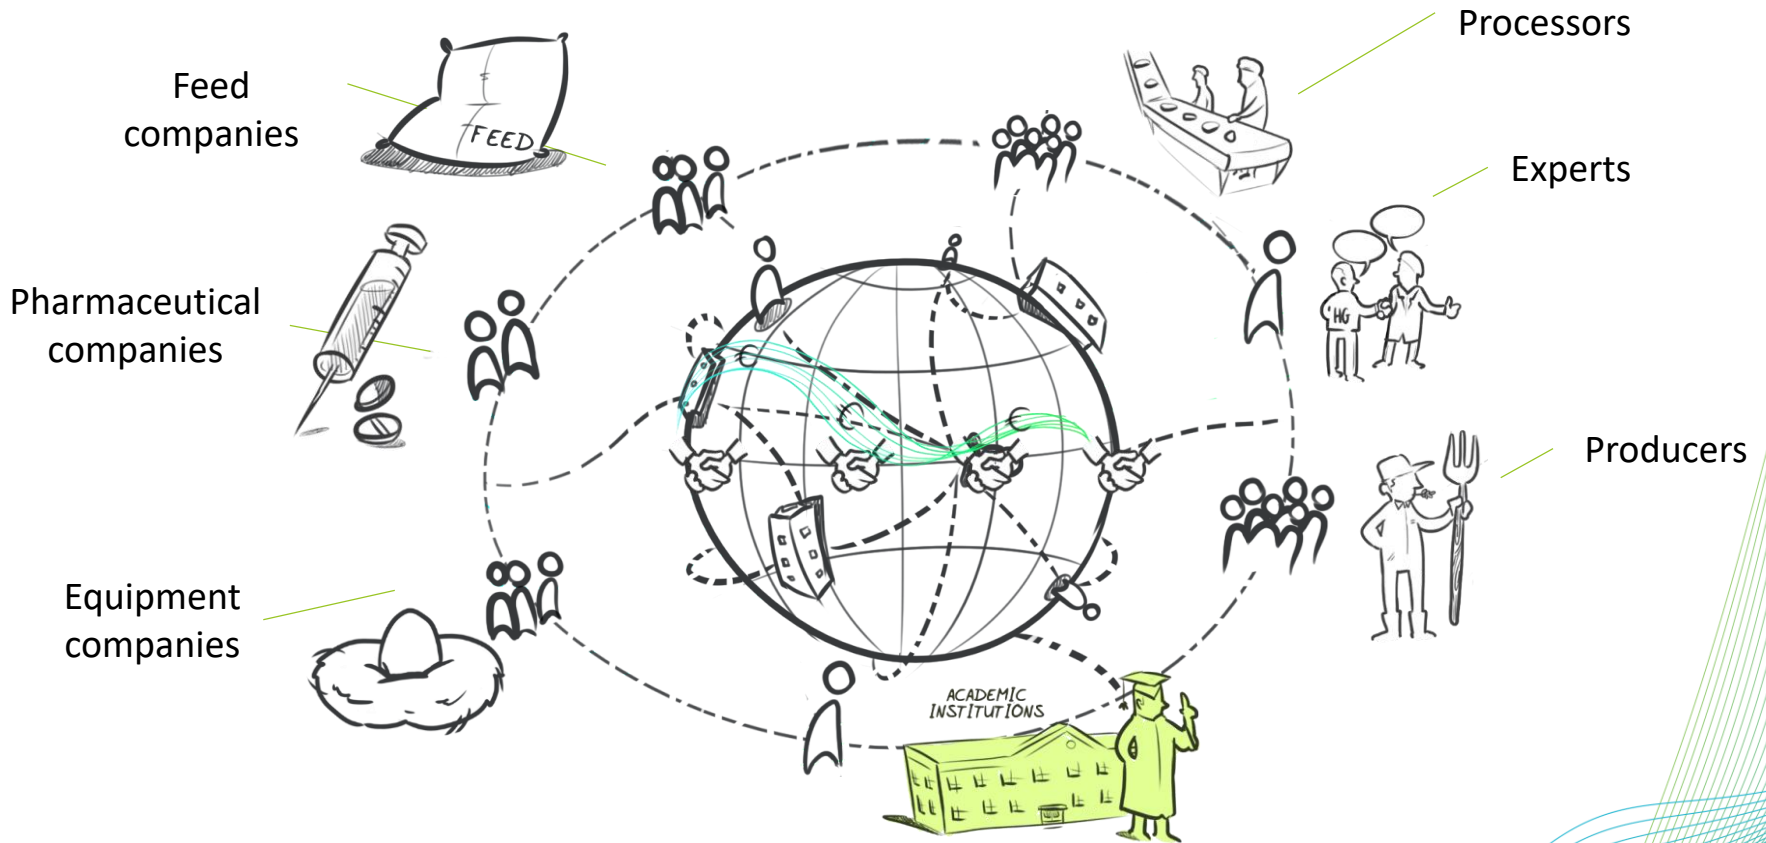 Processors
Feed
companies
FEED
Experts
Pharmaceutical
companies
HG
Producers
Equipment
companies
ACADEMIC
INSTITUTIONS